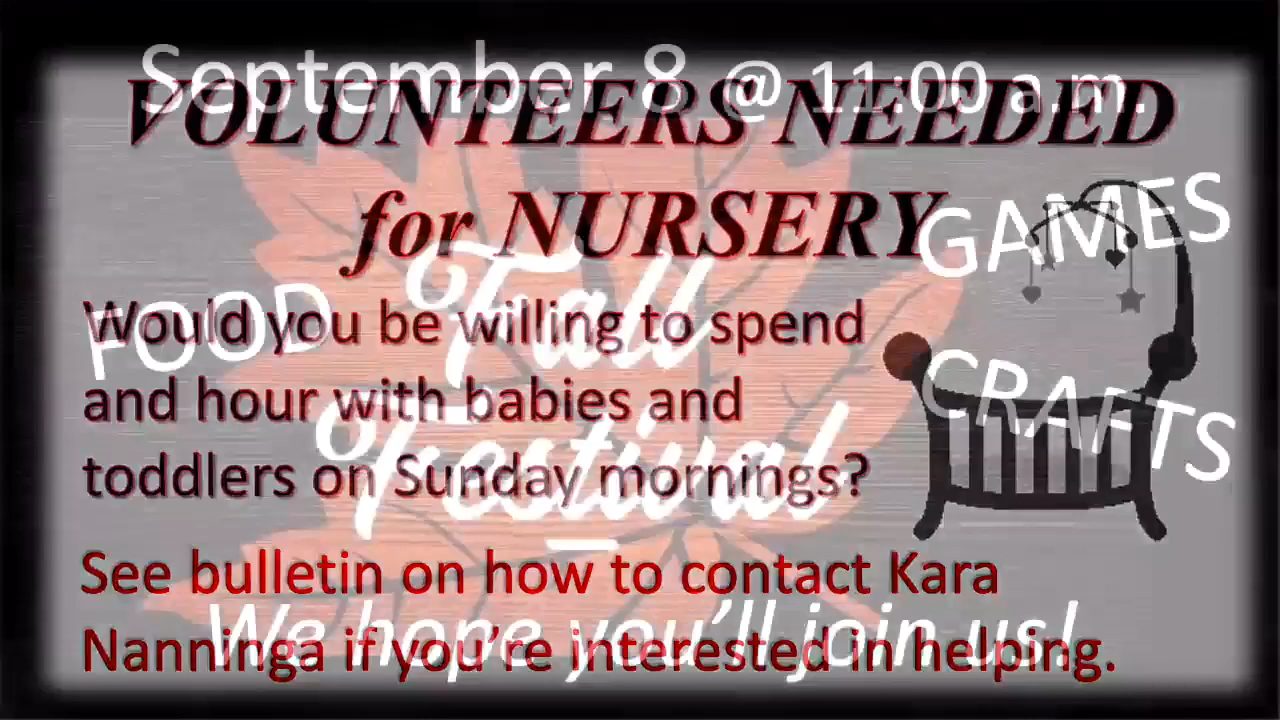 September 8 @ 11:00 a.m.
VOLUNTEERS NEEDED
for NURSERY
GAMES
FOOD
Fall
Would you be willing to spend
and hour with babies and
CRAFTS
Festival
toddlers on Sunday mornings?
See bulletin on how to contact Kara
We hope you'll join us!
Nanninga if you're interested in helping.